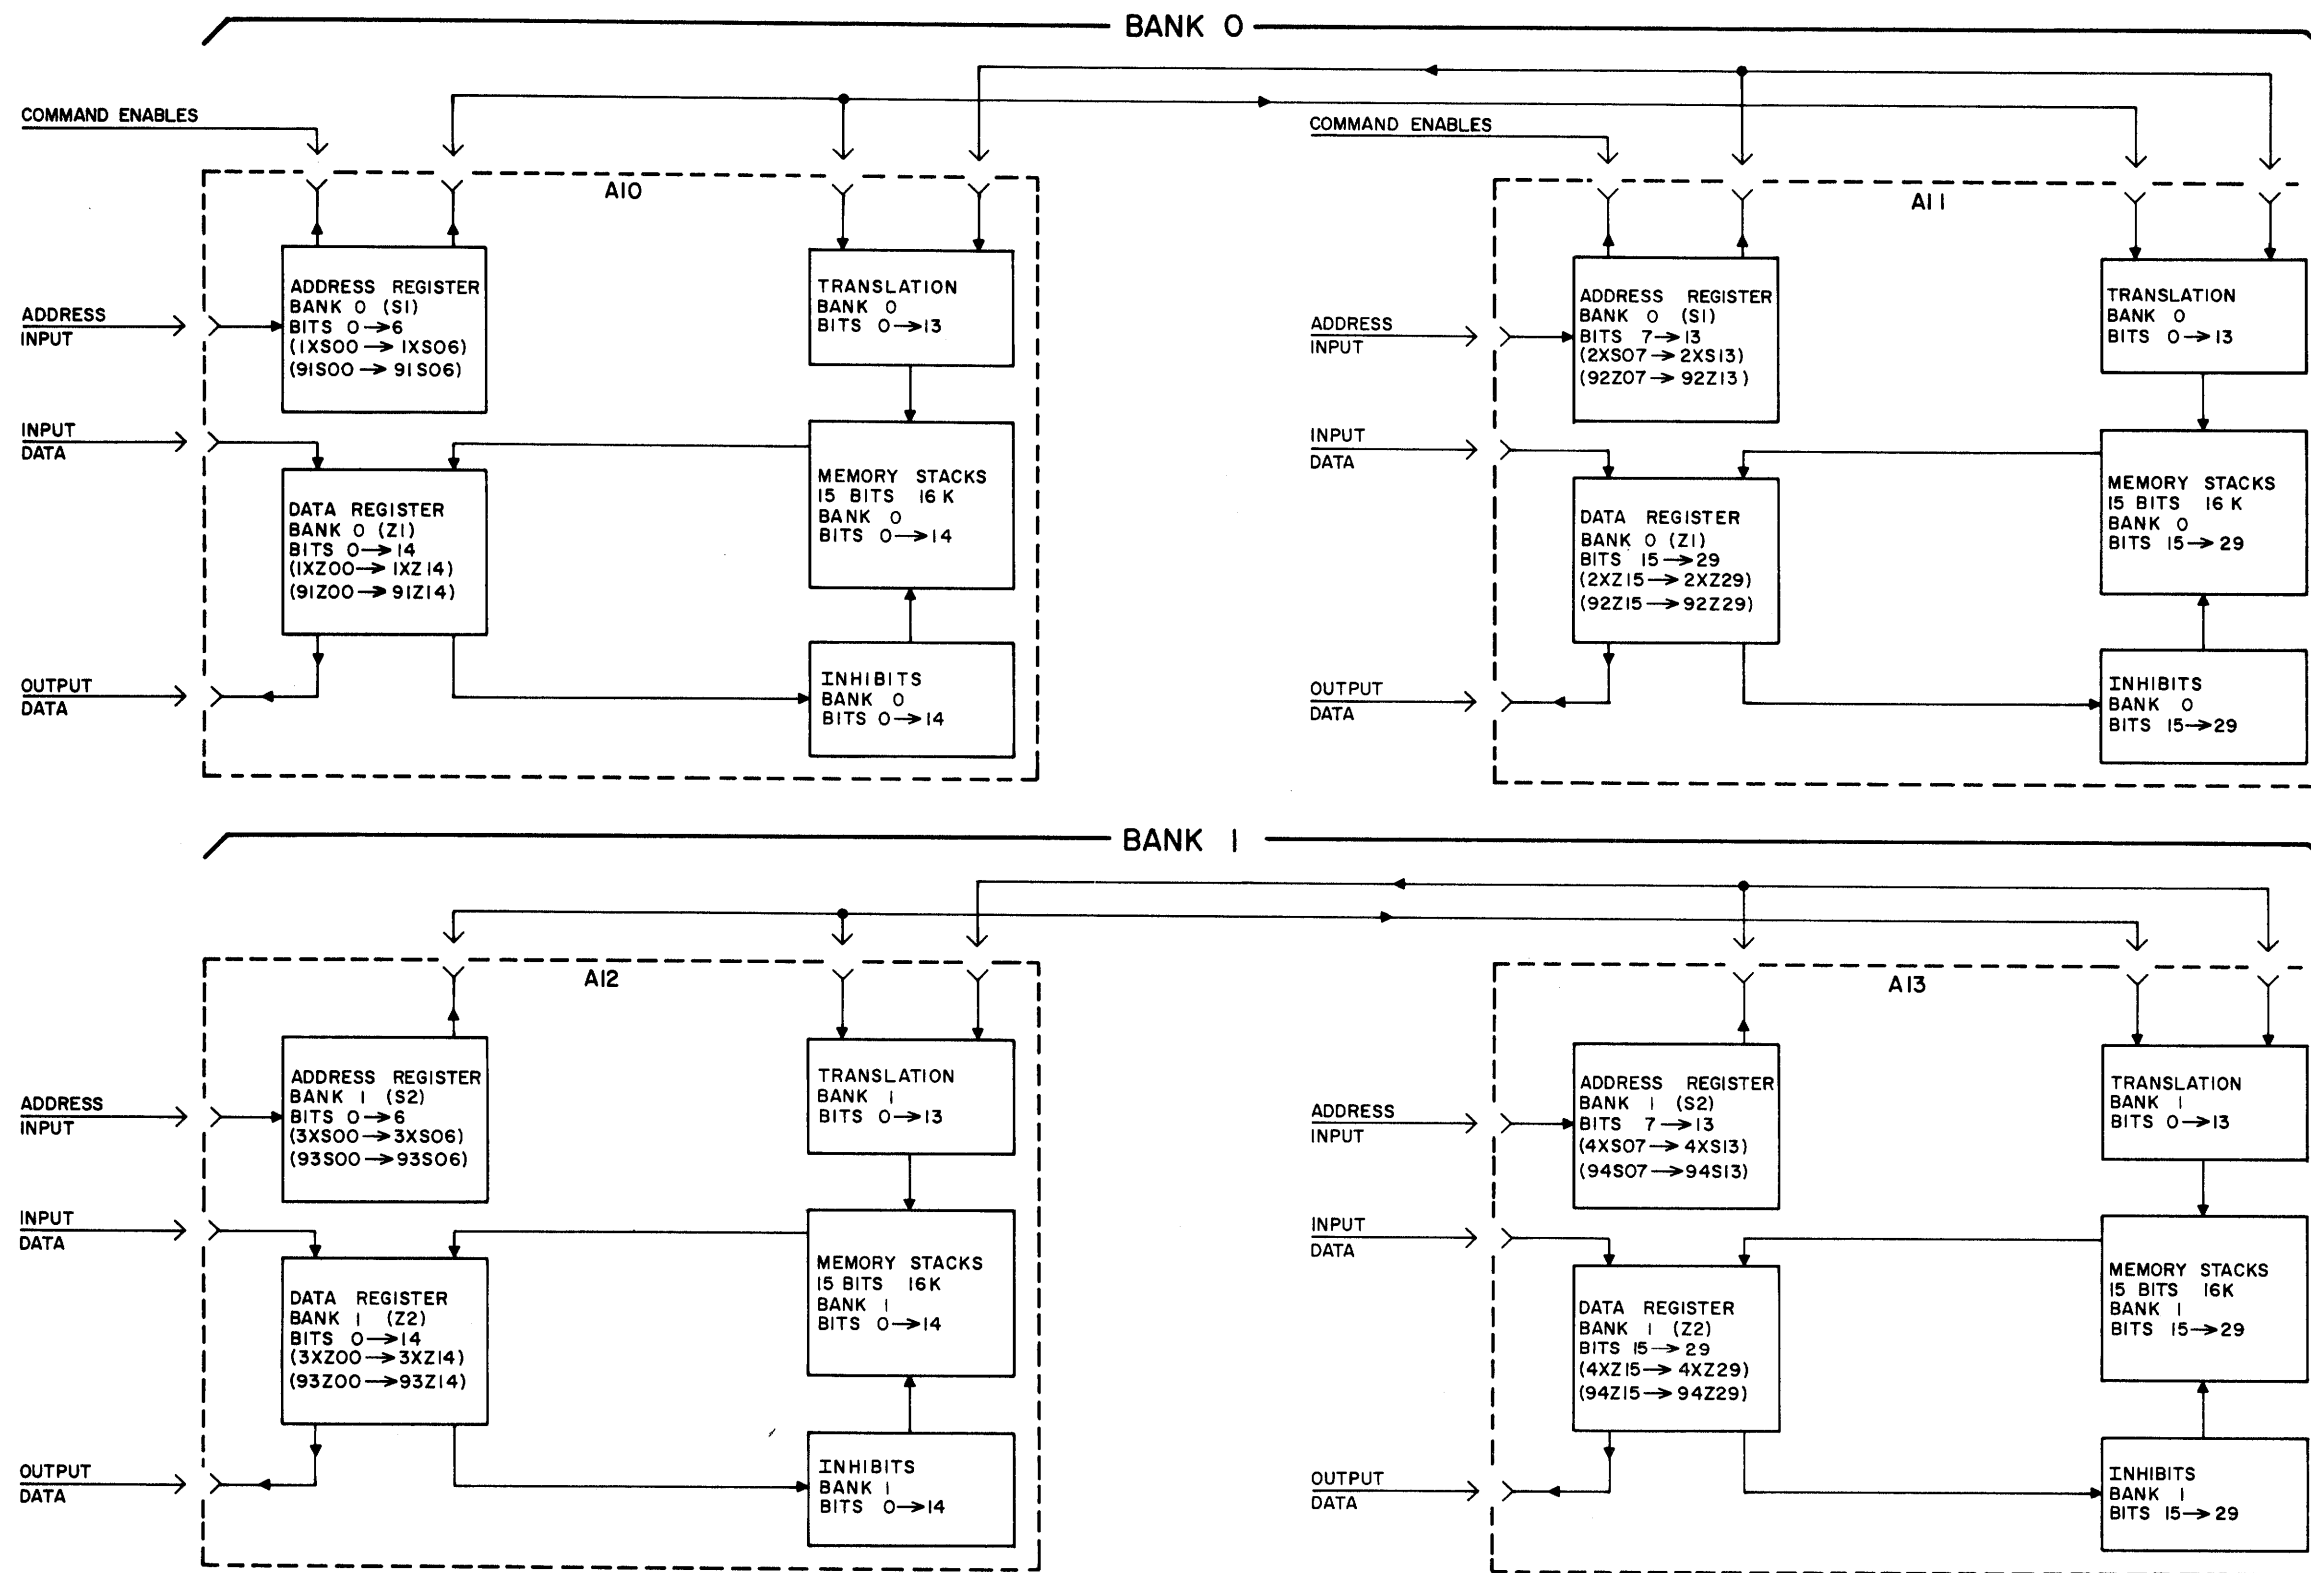 BANK 0
COMMAND ENABLES
A10
ADDRESS REGISTER
BANK 0 (S1)
BITS 0→6
(1XS00→1XS06)
(91S00→91S06)
TRANSLATION
BANK 0
BITS 0→13
ADDRESS
INPUT
INPUT
DATA
MEMORY STACKS
15 BITS 16K
BANK 0
BITS 0→14
DATA REGISTER
BANK 0 (Z1)
BITS 0→14
(1XZ00→1XZ14)
(91Z00→91Z14)
OUTPUT
DATA
INHIBITS
BANK 0
BITS 0→14
COMMAND ENABLES
A11
ADDRESS REGISTER
BANK 0 (S1)
BITS 7→13
(2XS07→2XS13)
(92Z07→92Z13)
TRANSLATION
BANK 0
BITS 0→13
ADDRESS
INPUT
INPUT
DATA
MEMORY STACKS
15 BITS 16K
BANK 0
BITS 15→29
DATA REGISTER
BANK 0 (Z1)
BITS 15→29
(2XZ15→2XZ29)
(92Z15→92Z29)
OUTPUT
DATA
INHIBITS
BANK 0
BITS 15→29
BANK 1
A12
ADDRESS REGISTER
BANK 1 (S2)
BITS 0→6
(3XS00→3XS06)
(93S00→93S06)
TRANSLATION
BANK 1
BITS 0→13
ADDRESS
INPUT
INPUT
DATA
MEMORY STACKS
15 BITS 16K
BANK 1
BITS 0→14
DATA REGISTER
BANK 1 (Z2)
BITS 0→14
(3XZ00→3XZ14)
(93Z00→93Z14)
OUTPUT
DATA
INHIBITS
BANK 1
BITS 0→14
A13
ADDRESS REGISTER
BANK 1 (S2)
BITS 7→13
(4XS07→4XS13)
(94S07→94S13)
TRANSLATION
BANK 1
BITS 0→13
ADDRESS
INPUT
INPUT
DATA
MEMORY STACKS
15 BITS 16K
BANK 1
BITS 15→29
DATA REGISTER
BANK 1 (Z2)
BITS 15→29
(4XZ15→4XZ29)
(94Z15→94Z29)
OUTPUT
DATA
INHIBITS
BANK 1
BITS 15→29